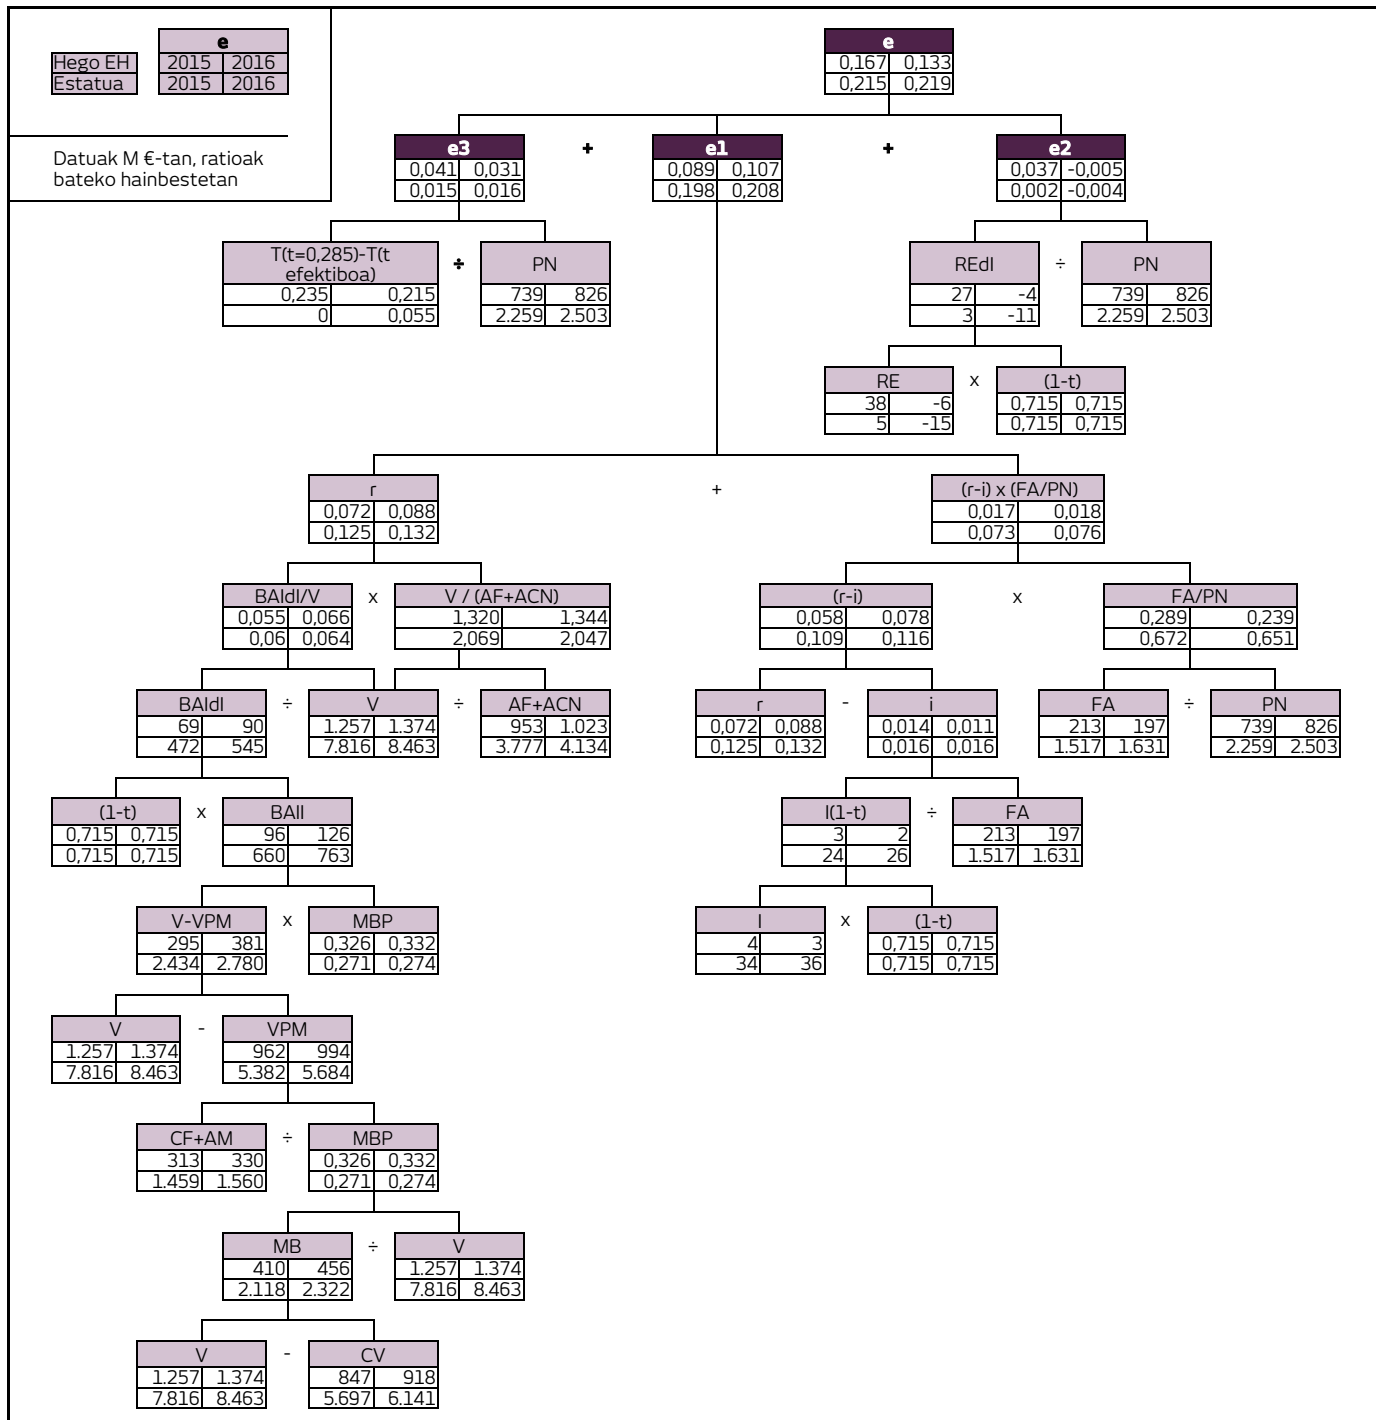 e
Hego EH 2015 2016
Estatua 2015 2016
Datuak M €-tan, ratioak
bateko hainbestetan
e
0,167 0,133
0,215 0,219
e3 + e1 + e2
0,041 0,031 0,089 0,107 0,037 -0,005
0,015 0,016 0,198 0,208 0,002 -0,004
T(t=0,285)-T(t
efektiboa) ÷ PN REdI ÷ PN
0,235 0,215 739 826 27 -4 739 826
0 0,055 2.259 2.503 3 -11 2.259 2.503
RE x (1-t)
38 -6 0,715 0,715
5 -15 0,715 0,715
r + (r-i) x (FA/PN)
0,072 0,088 0,017 0,018
0,125 0,132 0,073 0,076
BAIdI/V x V / (AF+ACN) (r-i) x FA/PN
0,055 0,066 1,320 1,344 0,058 0,078 0,289 0,239
0,06 0,064 2,069 2,047 0,109 0,116 0,672 0,651
BAIdI ÷ V ÷ AF+ACN r - i FA ÷ PN
69 90 1.257 1.374 953 1.023 0,072 0,088 0,014 0,011 213 197 739 826
472 545 7.816 8.463 3.777 4.134 0,125 0,132 0,016 0,016 1.517 1.631 2.259 2.503
(1-t) x BAII I(1-t) ÷ FA
0,715 0,715 96 126 3 2 213 197
0,715 0,715 660 763 24 26 1.517 1.631
V-VPM x MBP I x (1-t)
295 381 0,326 0,332 4 3 0,715 0,715
2.434 2.780 0,271 0,274 34 36 0,715 0,715
V - VPM
1.257 1.374 962 994
7.816 8.463 5.382 5.684
CF+AM ÷ MBP
313 330 0,326 0,332
1.459 1.560 0,271 0,274
MB ÷ V
410 456 1.257 1.374
2.118 2.322 7.816 8.463
V - CV
1.257 1.374 847 918
7.816 8.463 5.697 6.141